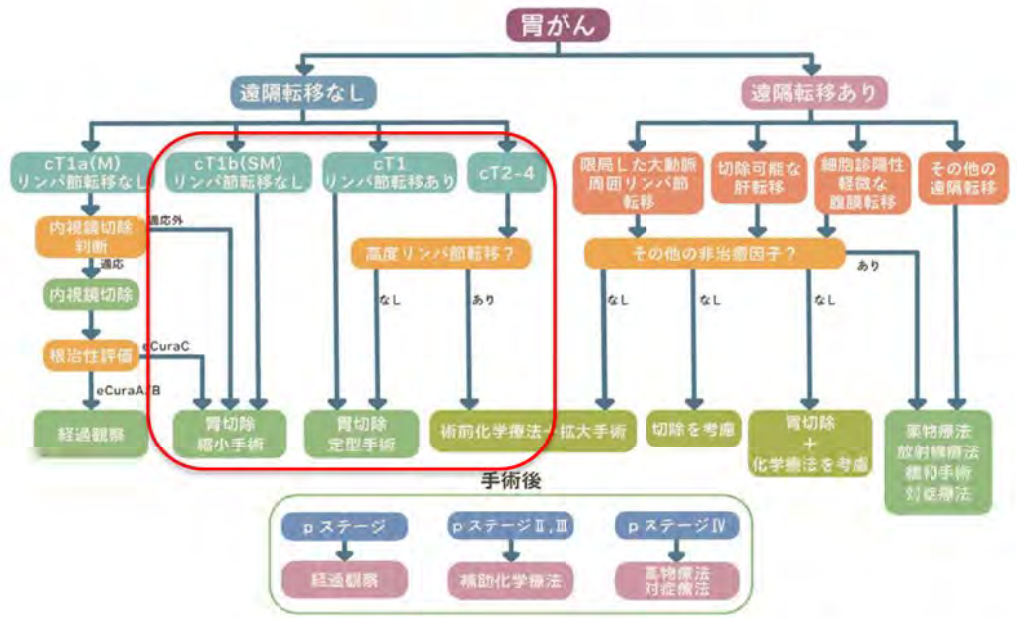 胃がん
遠隔転移なし
遠隔転移あり
cT1a(M)
リンパ節転移なし
cT1b(SM)
リンパ節転移なし
cT1
リンパ節転移あり
cT2-4
限局した大動脈
周囲リンパ節
転移
切除可能な
肝転移
細胞診陽性
軽微な
腹膜転移
その他の
遠隔転移
内視鏡切除
判断
適応外
適応
高度リンパ節転移？
その他の非治癒因子？
あり
内視鏡切除
なし
あり
なし
なし
なし
根治性評価
eCuraC
eCuraA/B
経過観察
胃切除
縮小手術
胃切除
定型手術
術前化学療法＋拡大手術
切除を考慮
胃切除
＋
化学療法を考慮
薬物療法
放射線療法
緩和手術
対症療法
手術後
pステージ
pステージⅡ,Ⅲ
pステージⅣ
経過観察
補助化学療法
薬物療法
対症療法